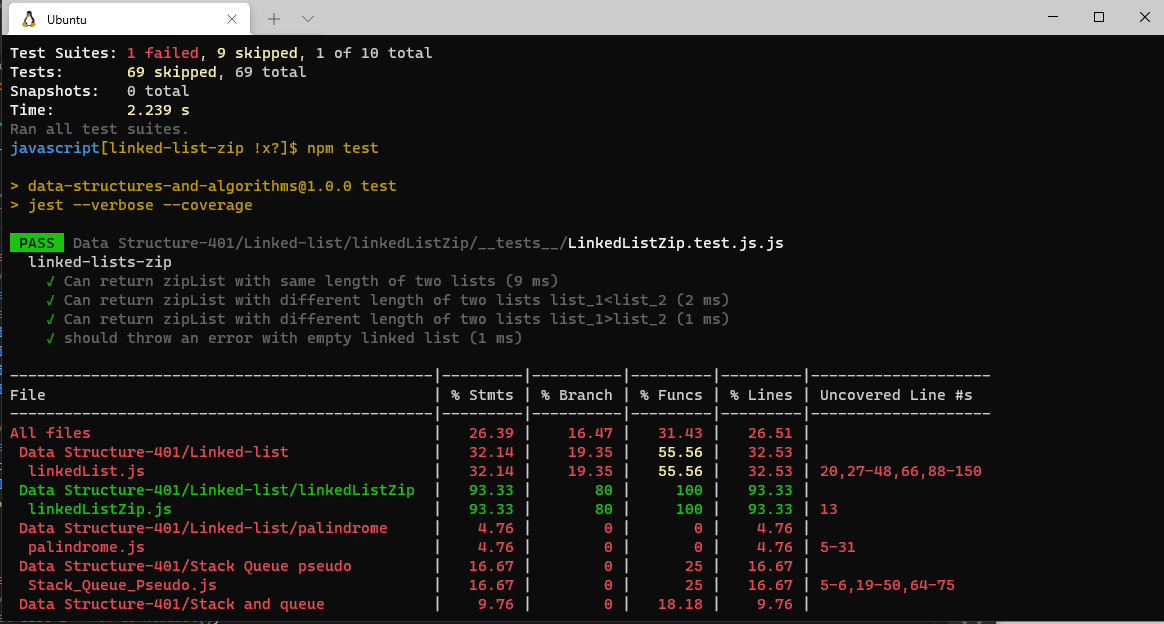 Ubuntu
Test Suites: 1 failed, 9 skipped, 1 of 10 total
Tests:       69 skipped, 69 total
Snapshots:   0 total
Time:        2.239 s
Ran all test suites.
javascript[linked-list-zip !x?]$ npm test
> data-structures-and-algorithms@1.0.0 test
> jest --verbose --coverage
PASS Data Structure-401/Linked-list/linkedListZip/__tests__/LinkedListZip.test.js.js
linked-lists-zip
√ Can return zipList with same length of two lists (9 ms)
√ Can return zipList with different length of two lists list_1<list_2 (2 ms)
√ Can return zipList with different length of two lists list_1>list_2 (1 ms)
√ should throw an error with empty linked list (1 ms)
-----------------------------------------------|---------|----------|---------|---------|--------------------
File | % Stmts | % Branch | % Funcs | % Lines | Uncovered Line #s
-----------------------------------------------|---------|----------|---------|---------|--------------------
All files | 26.39 | 16.47 | 31.43 | 26.51 |
Data Structure-401/Linked-list | 32.14 | 19.35 | 55.56 | 32.53 |
linkedList.js | 32.14 | 19.35 | 55.56 | 32.53 | 20,27-48,66,88-150
Data Structure-401/Linked-list/linkedListZip | 93.33 | 80 | 100 | 93.33 |
linkedListZip.js | 93.33 | 80 | 100 | 93.33 | 13
Data Structure-401/Linked-list/palindrome | 4.76 | 0 | 0 | 4.76 |
palindrome.js | 4.76 | 0 | 0 | 4.76 | 5-31
Data Structure-401/Stack Queue pseudo | 16.67 | 0 | 25 | 16.67 |
Stack_Queue_Pseudo.js | 16.67 | 0 | 25 | 16.67 | 5-6,19-50,64-75
Data Structure-401/Stack and queue | 9.76 | 0 | 18.18 | 9.76 |